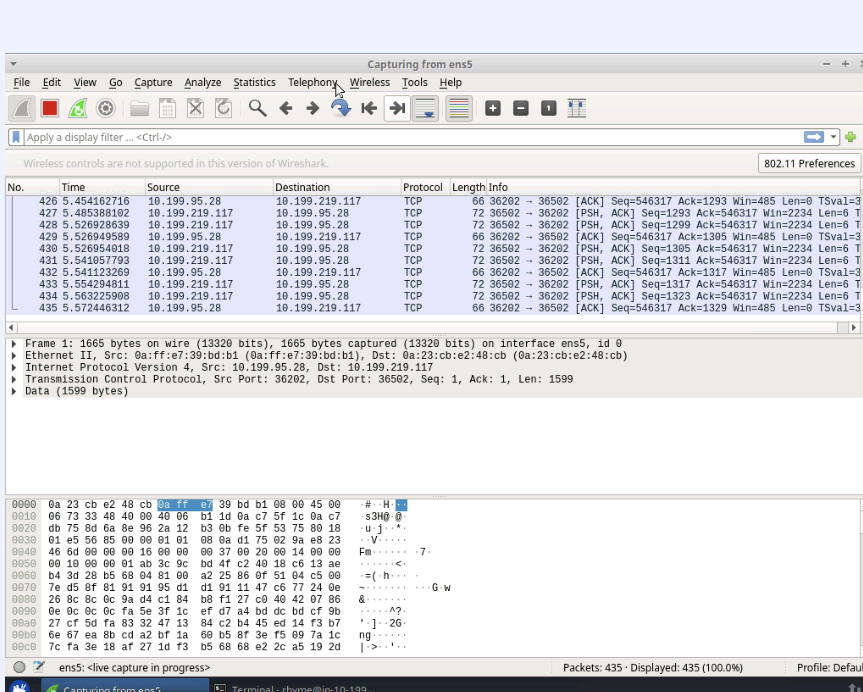 Capturing from ens5
File Edit View Go Capture Analyze Statistics Telephony Wireless Tools Help
Apply a display filter ... <Ctrl-/>
Wireless controls are not supported in this version of Wireshark. 802.11 Preferences
No. Time Source Destination Protocol Length Info
426 5.454162716 10.199.95.28 10.199.219.117 TCP 66 36202 → 36502 [ACK] Seq=546317 Ack=1293 Win=485 Len=0 TSval=3
427 5.485388102 10.199.219.117 10.199.95.28 TCP 72 36502 → 36202 [PSH, ACK] Seq=1293 Ack=546317 Win=2234 Len=6 T
428 5.526928639 10.199.219.117 10.199.95.28 TCP 72 36502 → 36202 [PSH, ACK] Seq=1299 Ack=546317 Win=2234 Len=6 T
429 5.526949589 10.199.95.28 10.199.219.117 TCP 66 36202 → 36502 [ACK] Seq=546317 Ack=1305 Win=485 Len=0 TSval=3
430 5.526954018 10.199.219.117 10.199.95.28 TCP 72 36502 → 36202 [PSH, ACK] Seq=1305 Ack=546317 Win=2234 Len=6 T
431 5.541057793 10.199.219.117 10.199.95.28 TCP 72 36502 → 36202 [PSH, ACK] Seq=1311 Ack=546317 Win=2234 Len=6 T
432 5.541123269 10.199.95.28 10.199.219.117 TCP 66 36202 → 36502 [ACK] Seq=546317 Ack=1317 Win=485 Len=0 TSval=3
433 5.554294811 10.199.219.117 10.199.95.28 TCP 72 36502 → 36202 [PSH, ACK] Seq=1317 Ack=546317 Win=2234 Len=6 T
434 5.563225908 10.199.219.117 10.199.95.28 TCP 72 36502 → 36202 [PSH, ACK] Seq=1323 Ack=546317 Win=2234 Len=6 T
435 5.572446312 10.199.95.28 10.199.219.117 TCP 66 36202 → 36502 [ACK] Seq=546317 Ack=1329 Win=485 Len=0 TSval=3
Frame 1: 1665 bytes on wire (13320 bits), 1665 bytes captured (13320 bits) on interface ens5, id 0
Ethernet II, Src: 0a:ff:e7:39:bd:b1 (0a:ff:e7:39:bd:b1), Dst: 0a:23:cb:e2:48:cb (0a:23:cb:e2:48:cb)
Internet Protocol Version 4, Src: 10.199.95.28, Dst: 10.199.219.117
Transmission Control Protocol, Src Port: 36202, Dst Port: 36502, Seq: 1, Ack: 1, Len: 1599
Data (1599 bytes)
0000 0a 23 cb e2 48 cb 0a ff e7 39 bd b1 08 00 45 00 ·#··H···
0010 06 73 33 48 40 00 40 06 b1 1d 0a c7 5f 1c 0a c7 ·s3H@·@·
0020 db 75 8d 6a 8e 96 2a 12 b3 0b fe 5f 53 75 80 18 ·u·j··*·
0030 01 e5 56 85 00 00 01 01 08 0a d1 75 02 9a e8 23 ··V·····
0040 46 6d 00 00 00 16 00 00 00 37 00 20 00 14 00 00 Fm······ ·7·
0050 00 10 00 00 01 ab 3c 9c bd 4f c2 40 18 c6 13 ae ······<·
0060 b4 3d 28 b5 68 04 81 00 a2 25 86 0f 51 04 c5 00 ·=(·h···
0070 7e d5 8f 81 91 91 95 d1 d1 91 11 47 c6 77 24 0e ~······· ···G·w
0080 26 8c 8c 0c 9a d4 c1 84 b8 f1 27 c0 40 42 07 86 &·······
0090 0e 0c 0c 0c fa 5e 3f 1c ef d7 a4 bd dc bd cf 9b ·····^?·
00a0 27 cf 5d fa 83 32 47 13 84 c2 b4 45 ed 14 f3 b7 '·]··2G·
00b0 6e 67 ea 8b cd a2 bf 1a 60 b5 8f 3e f5 09 7a 1c ng······
00c0 7c fa 3e 18 af 27 1d f3 b5 68 68 e2 2c a5 19 2d |·>··'··
ens5: <live capture in progress> Packets: 435 · Displayed: 435 (100.0%) Profile: Defau
Capturing from ens5 Terminal - rhyme@ip-10-199